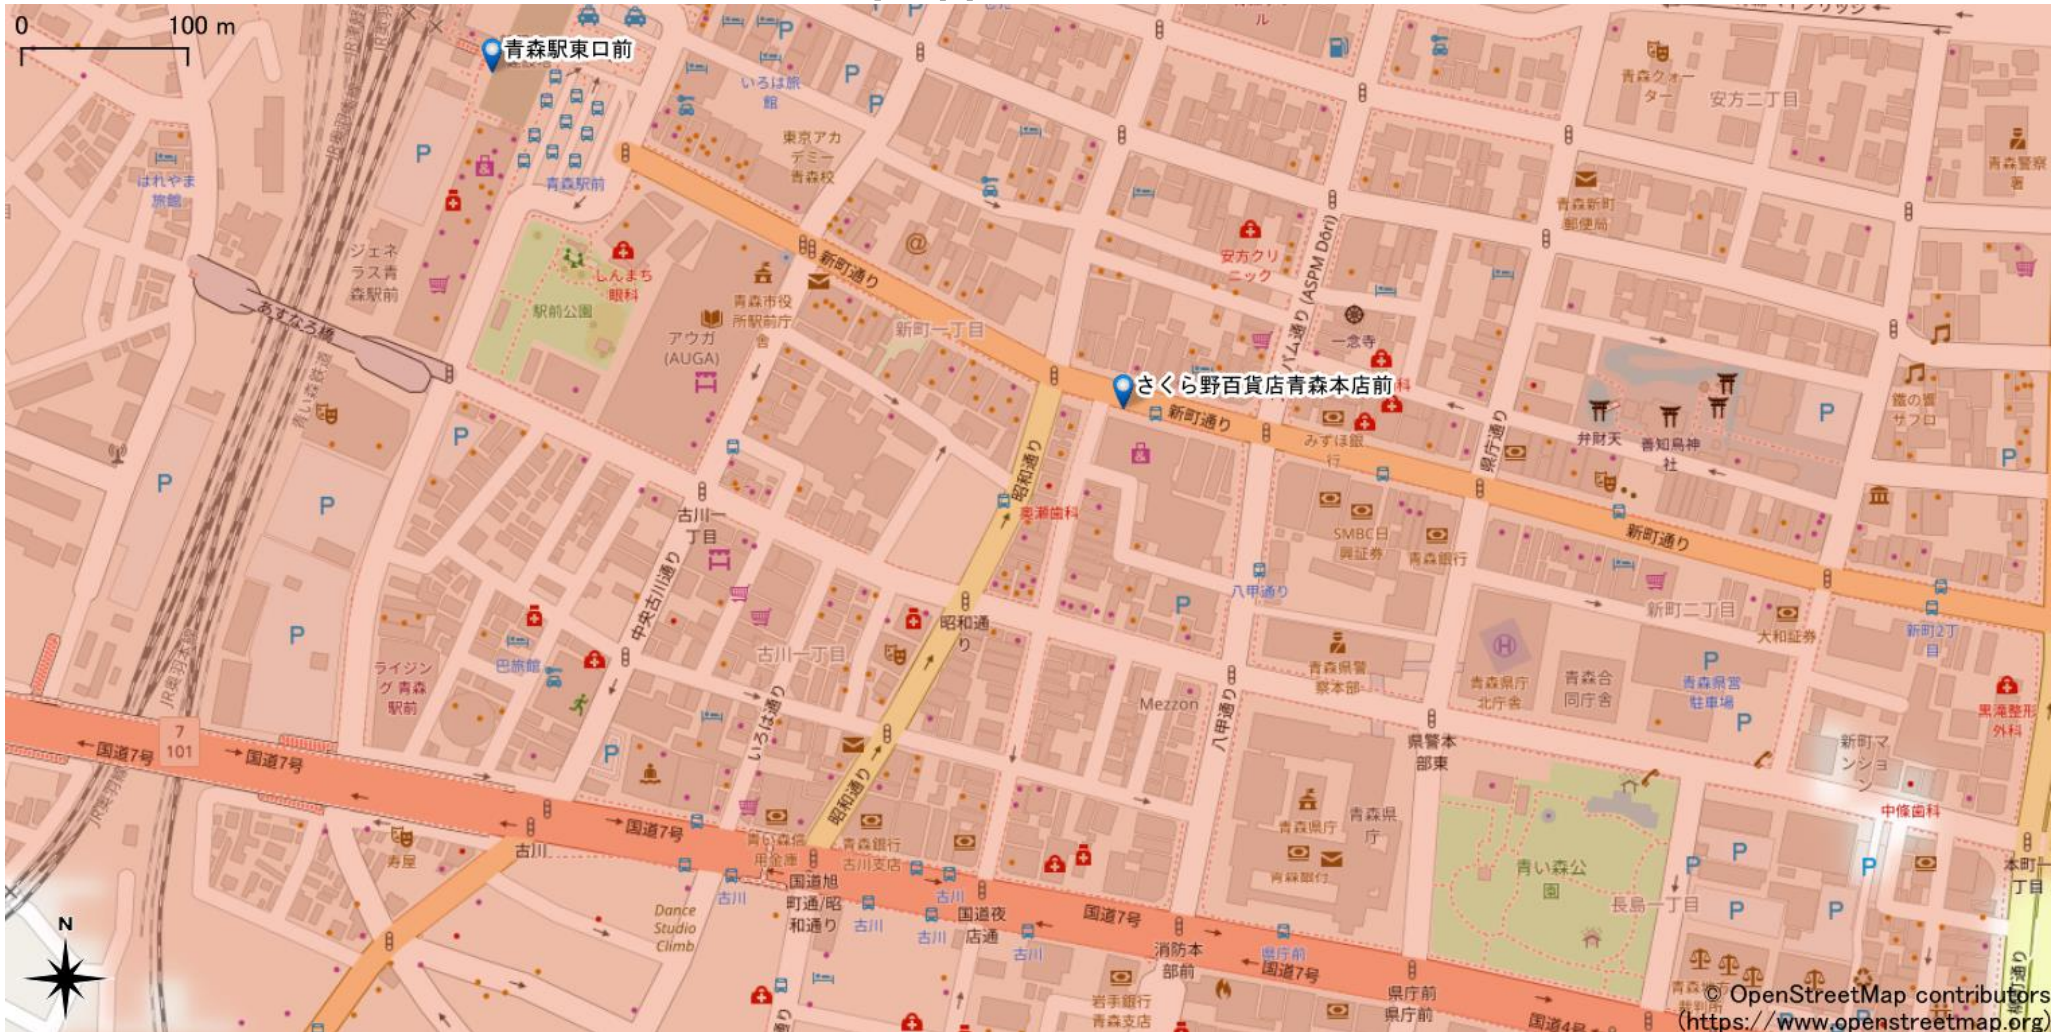 0
100 m
青森駅東口前
いろは旅
館
東京アカ
デミー
青森校
青森クォー
ター
安方二丁目
青森警察
署
はれやま
旅館
青森駅前
青森新町
郵便局
ジェネ
ラス青
森駅前
しんまち
眼科
駅前公園
あすなろ橋
青い森鉄道
アウガ
(AUGA)
青森市役
所駅前庁
舎
新町通り
新町一丁目
安方クリ
ニック
パム通り (ASPM Dōri)
一念寺
科
さくら野百貨店青森本店前
新町通り
みずほ銀
行
県庁通り
弁財天
善知鳥神
社
鐵の響
ザフロ
昭和通り
奥瀬歯科
SMBC日
興証券
青森銀行
新町通り
古川一
丁目
中央古川通り
八甲通り
新町二丁目
大和証券
新町2丁
目
昭和通
り
古川一丁目
巴旅館
ライジン
グ 青森
駅前
JR奥羽本線
青森県警
察本部
青森県庁
北庁舎
青森合
同庁舎
青森県営
駐車場
黒滝整形
外科
Mezzon
八甲通り
いろは通り
県警本
部東
新町マ
ンショ
ン
7
101
国道7号
国道7号
昭和通り
中條歯科
青森県庁
青森県
庁
国道7号
青い森信
用金庫
青森銀行
古川支店
古川
寿屋
青い森公
園
長島一丁目
本町一
丁目
国道旭
町通/昭
和通り
古川
古川
古川
古川
古川
国道夜
店通
国道7号
Dance
Studio
Climb
消防本
部前
県庁前
国道7号
N
岩手銀行
青森支店
県庁前
県庁前
国道4号
© OpenStreetMap contributors
(https://www.openstreetmap.org)